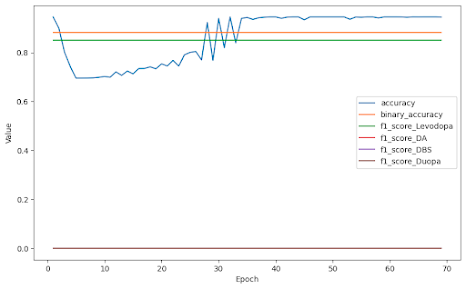 Value
0.8
0.6
0.4
0.2
0.0
accuracy
binary_accuracy
f1_score_Levodopa
f1_score_DA
f1_score_DBS
f1_score_Duopa
0 10 20 30 40 50 60 70
Epoch